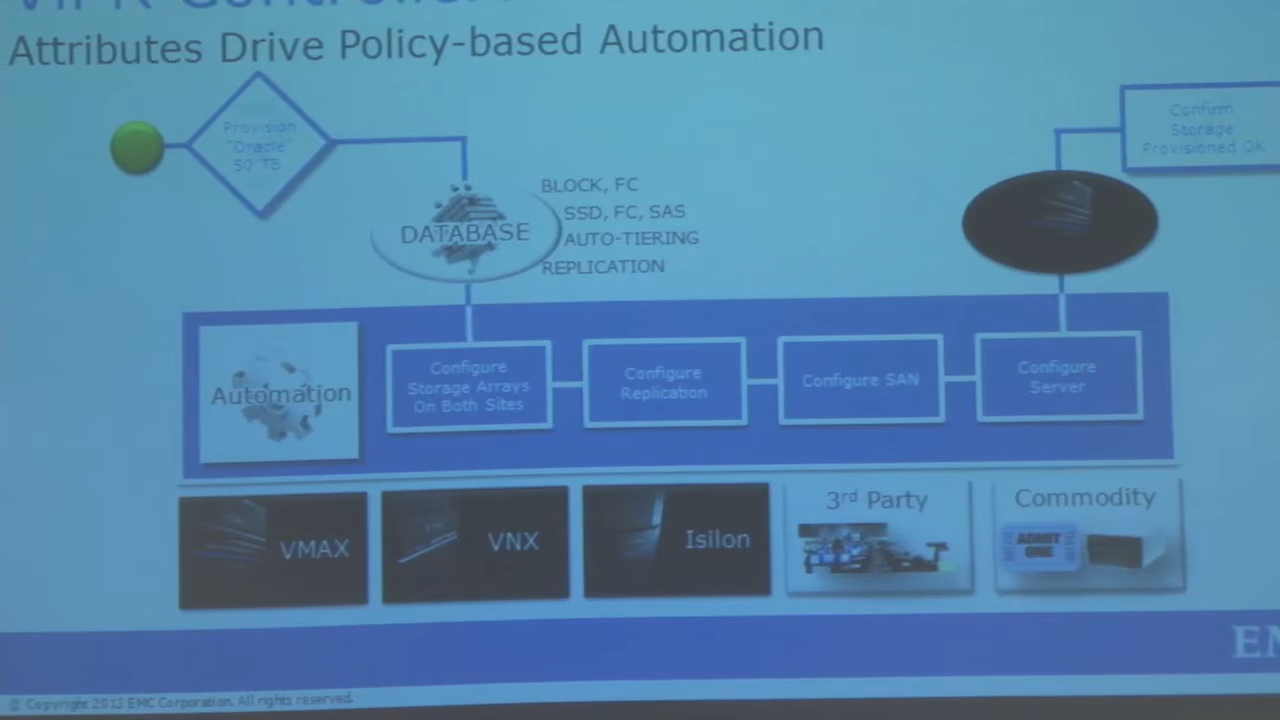 Attributes Drive Policy-based Automation
Provision
"Oracle"
50 TB
DATABASE
BLOCK, FC
SSD, FC, SAS
AUTO-TIERING
REPLICATION
Confirm
Storage
Provisioned OK
Automation
Configure
Storage Arrays
On Both Sites
Configure
Replication
Configure SAN
Configure
Server
VMAX
VNX
Isilon
3rd Party
Commodity
ADMIT
ONE
© Copyright 2013 EMC Corporation. All rights reserved.